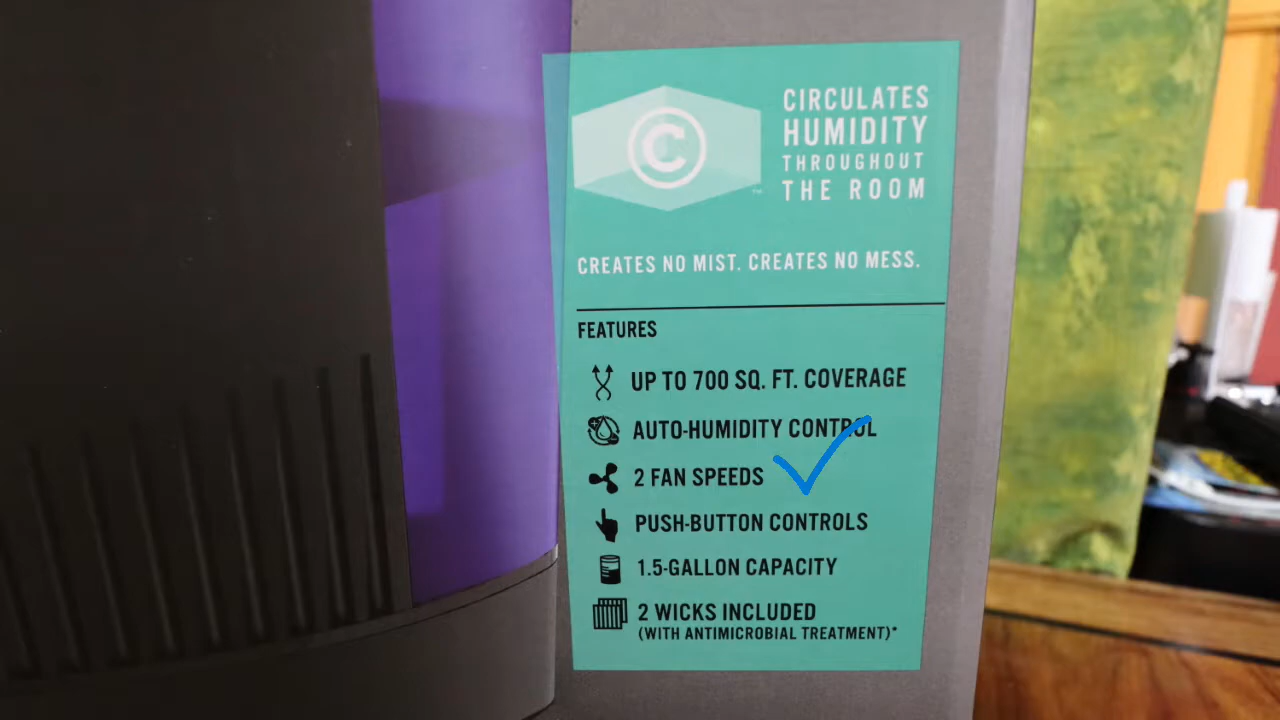 ©
™
CIRCULATES
HUMIDITY
THROUGHOUT
THE ROOM
CREATES NO MIST. CREATES NO MESS.
FEATURES
UP TO 700 SQ. FT. COVERAGE
AUTO-HUMIDITY CONTROL
2 FAN SPEEDS
PUSH-BUTTON CONTROLS
1.5-GALLON CAPACITY
2 WICKS INCLUDED
(WITH ANTIMICROBIAL TREATMENT)*